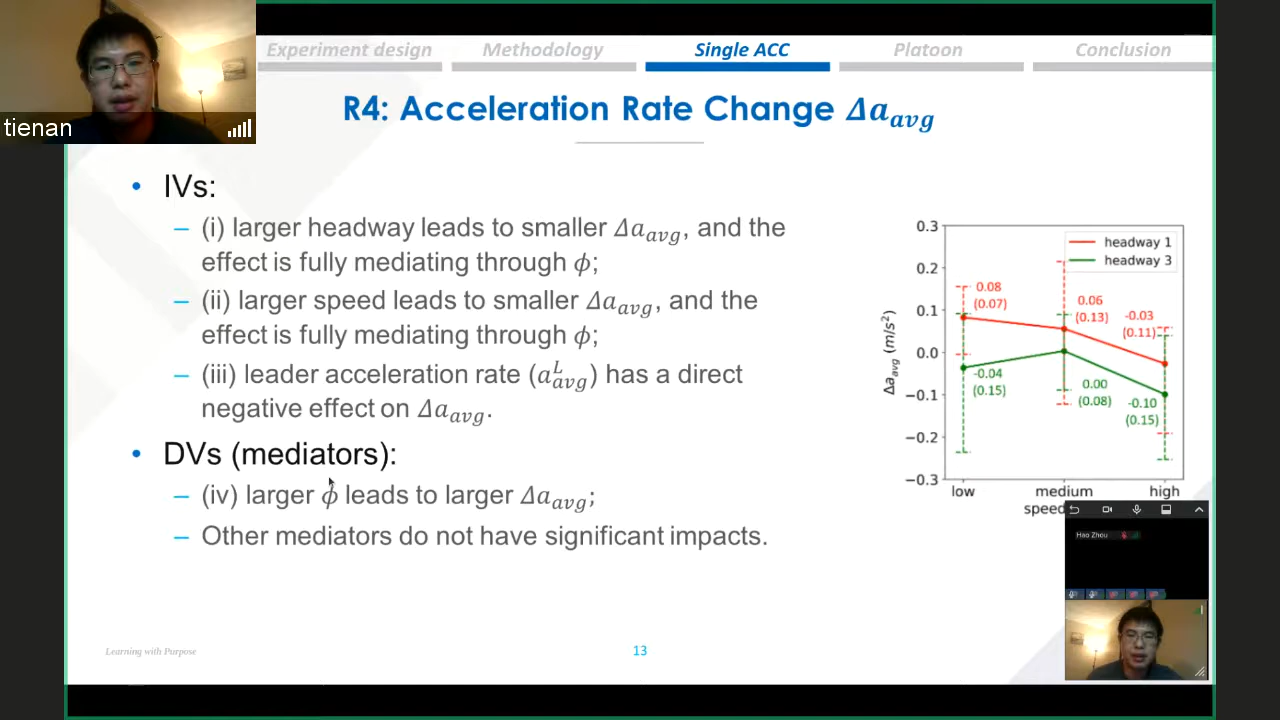 Experiment design
Methodology
Single ACC
Platoon
Conclusion
tienan
R4: Acceleration Rate Change Δa_avg
• IVs:
– (i) larger headway leads to smaller Δa_avg, and the
effect is fully mediating through ϕ;
– (ii) larger speed leads to smaller Δa_avg, and the
effect is fully mediating through ϕ;
– (iii) leader acceleration rate (a^L_avg) has a direct
negative effect on Δa_avg.
• DVs (mediators):
– (iv) larger ϕ leads to larger Δa_avg;
– Other mediators do not have significant impacts.
Δa_avg (m/s²)
0.3
0.2
0.1
0.0
−0.1
−0.2
−0.3
headway 1
headway 3
0.08
(0.07)
0.06
(0.13)
-0.03
(0.11)
-0.04
(0.15)
0.00
(0.08)
-0.10
(0.15)
low
medium
high
speed
Hao Zhou
Learning with Purpose
13